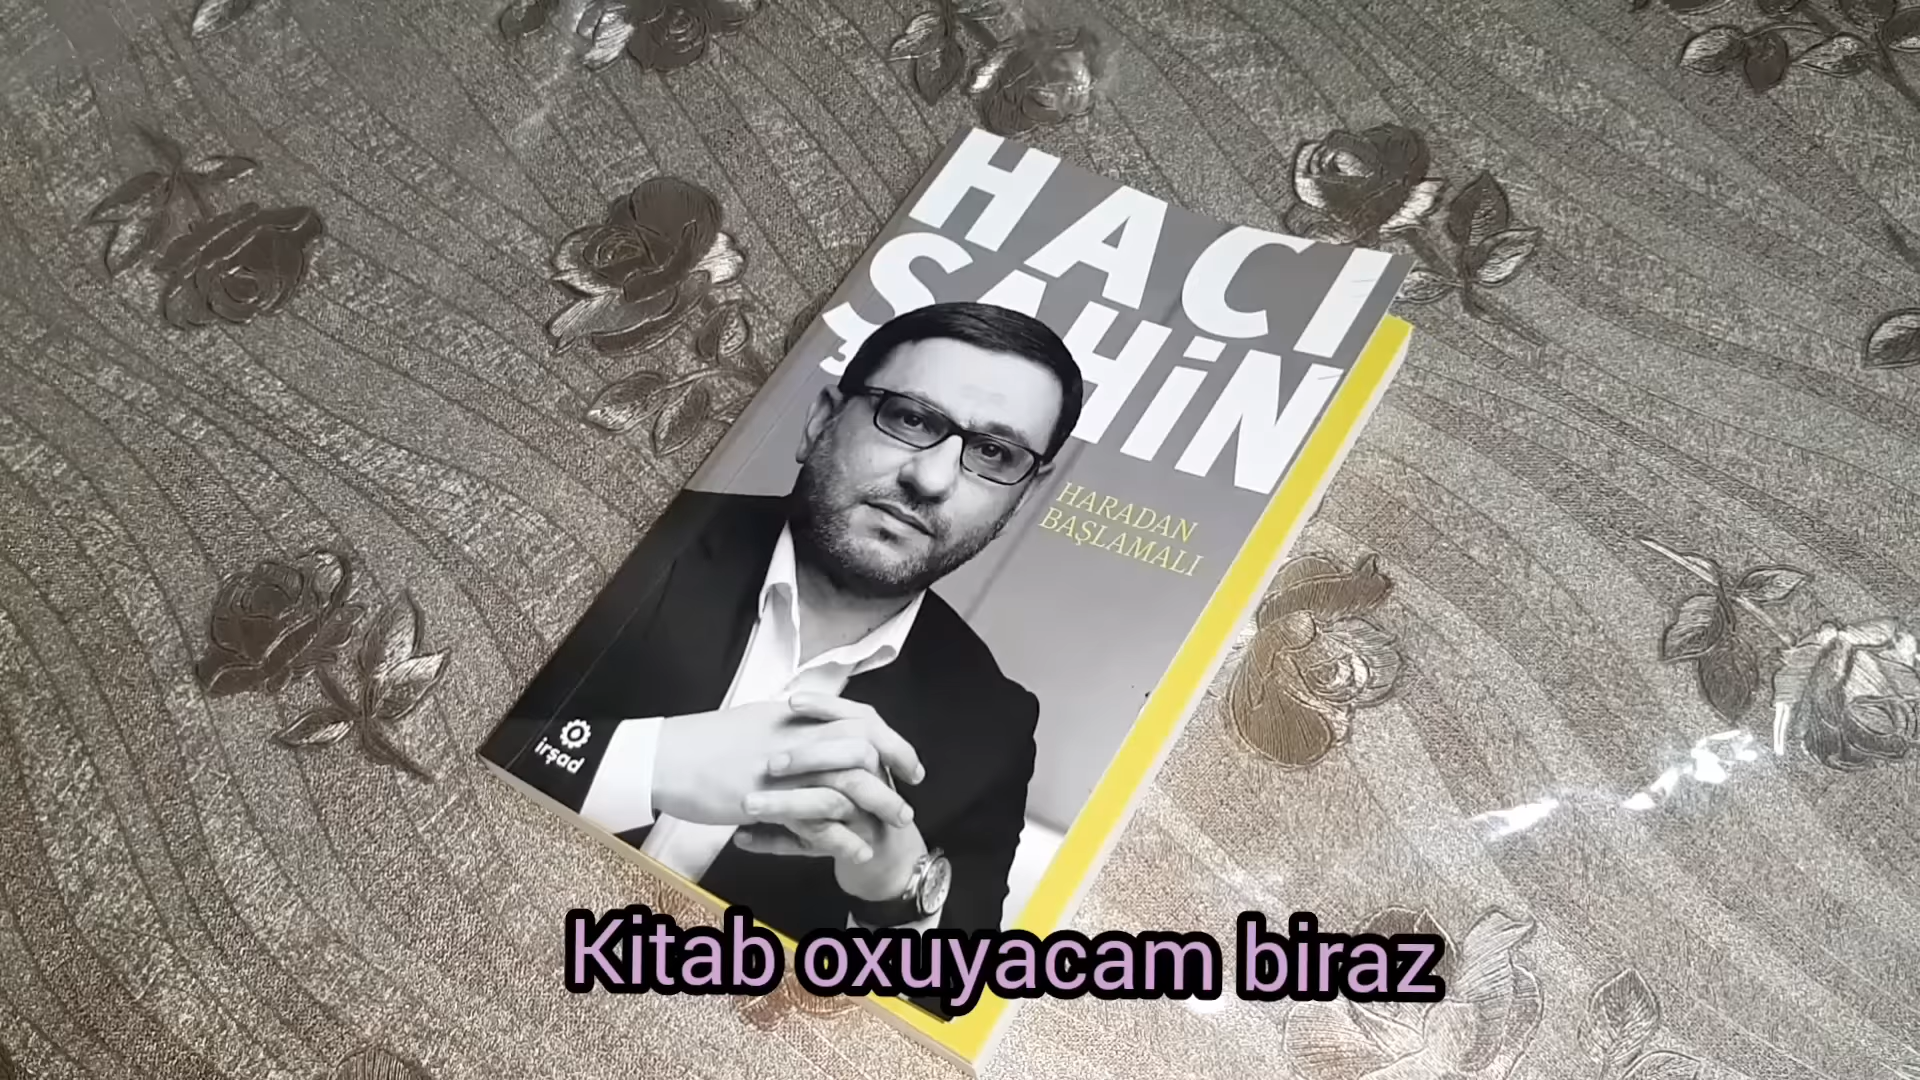 HACI
ŞAHİN
HARADAN
BAŞLAMALI
irşad
Kitab oxuyacam biraz